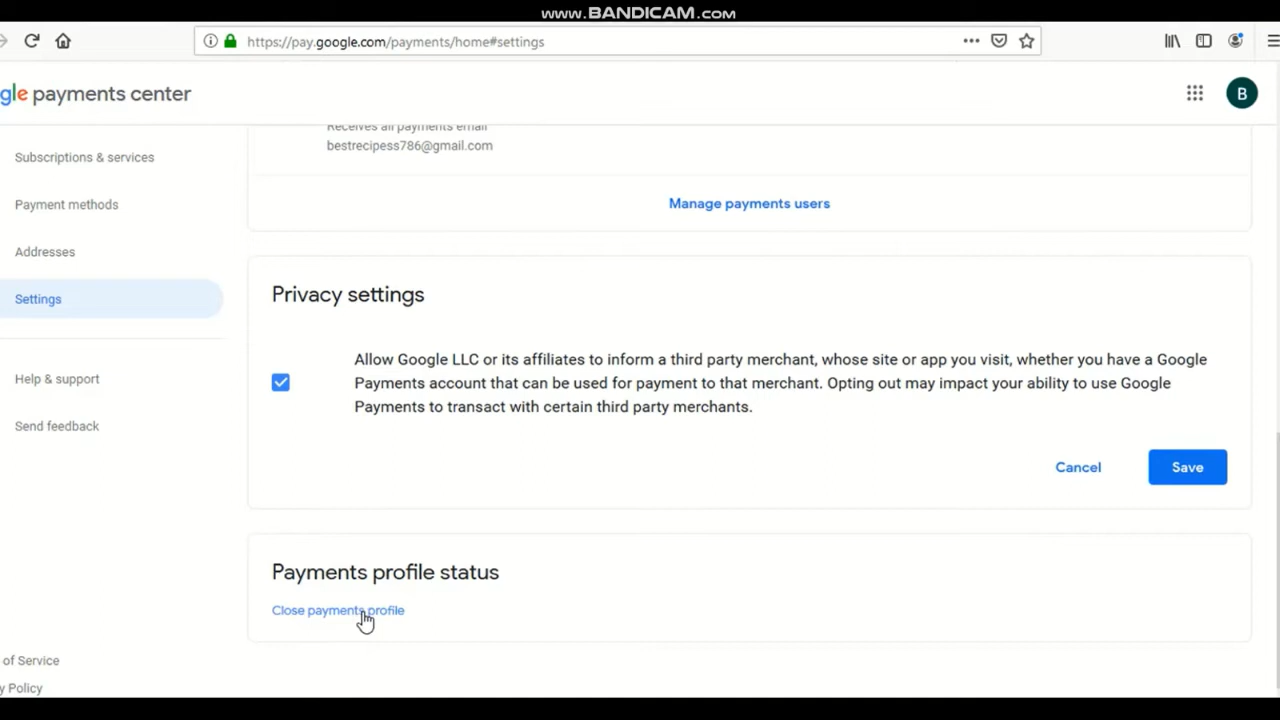 www.BANDICAM.com
https://pay.google.com/payments/home#settings
gle payments center
B
Subscriptions & services
Payment methods
Addresses
Settings
Help & support
Send feedback
of Service
y Policy
Receives all payments email
bestrecipess786@gmail.com
Manage payments users
Privacy settings
Allow Google LLC or its affiliates to inform a third party merchant, whose site or app you visit, whether you have a Google
Payments account that can be used for payment to that merchant. Opting out may impact your ability to use Google
Payments to transact with certain third party merchants.
Cancel
Save
Payments profile status
Close payments profile